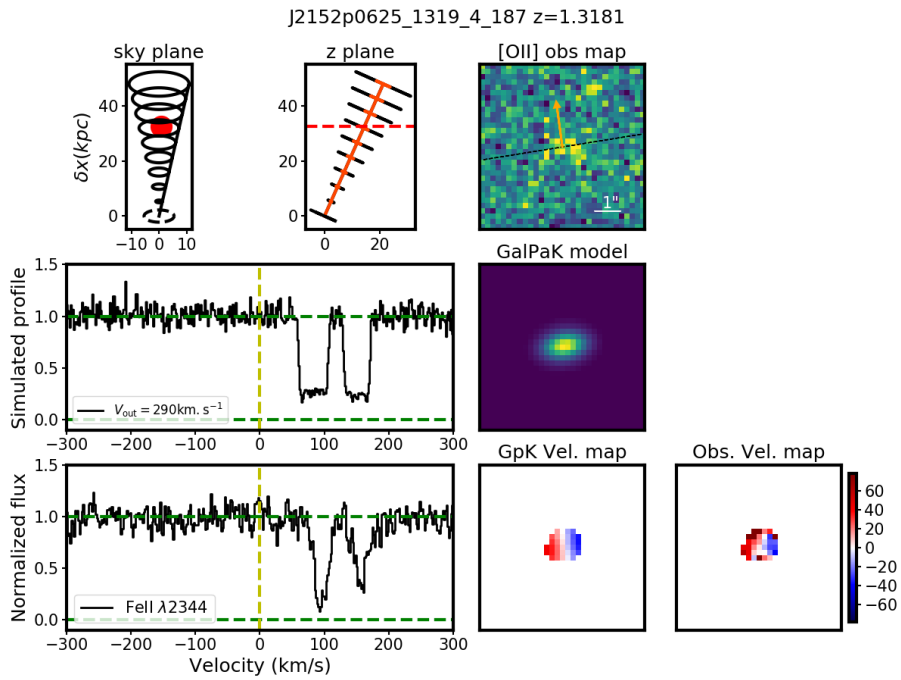 J2152p0625_1319_4_187 z=1.3181
sky plane
z plane
[OII] obs map
δx(kpc)
40
20
0
−10 0 10
40
20
0
0 20
1"
GalPaK model
Simulated profile
1.5
1.0
0.5
0.0
V_out = 290km. s⁻¹
−300 −200 −100 0 100 200 300
GpK Vel. map
Obs. Vel. map
Normalized flux
1.5
1.0
0.5
0.0
FeII λ2344
−300 −200 −100 0 100 200 300
Velocity (km/s)
60
40
20
0
−20
−40
−60